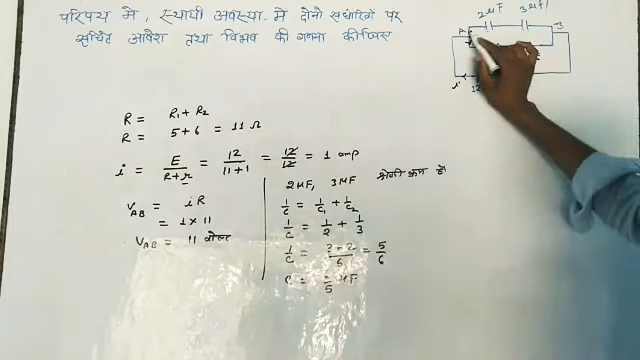 परिपथ में, स्थायी अवस्था में दोनों संधारित्रों पर
संचित आवेश तथा विभव की गणना कीजिए
2μF 3μF
A B
R = R₁ + R₂
R = 5+6 = 11 Ω
i = E/(R+r) = 12/(11+1) = 12/12 = 1 amp
V_AB = iR
= 1 × 11
V_AB = 11 वोल्ट
2μF, 3μF श्रेणी क्रम में
1/C = 1/C₁ + 1/C₂
1/C = 1/2 + 1/3
1/C = 3+2/6 = 5/6
C = /5 μF